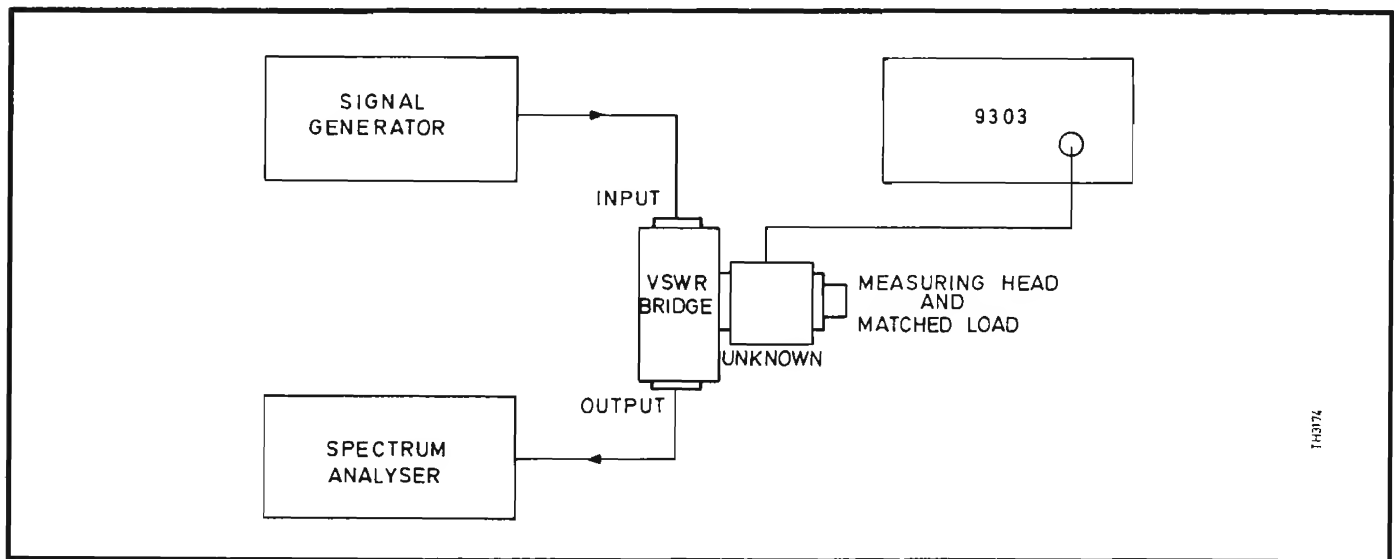 SIGNAL
GENERATOR
9303
INPUT
VSWR
BRIDGE
MEASURING HEAD
AND
MATCHED LOAD
UNKNOWN
OUTPUT
SPECTRUM
ANALYSER
TH3174